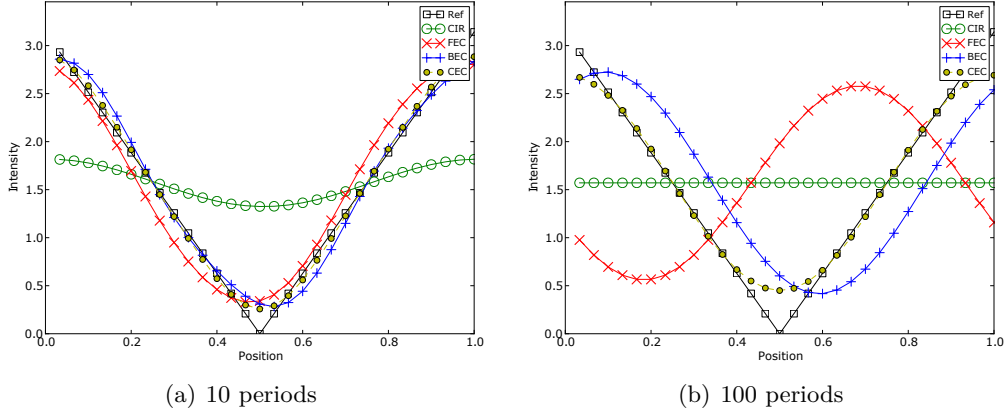 Ref
CIR
FEC
BEC
CEC
3.0
2.5
2.0
1.5
1.0
0.5
0.0
Intensity
0.0 0.2 0.4 0.6 0.8 1.0
Position
(a) 10 periods
Ref
CIR
FEC
BEC
CEC
3.0
2.5
2.0
1.5
1.0
0.5
0.0
Intensity
0.0 0.2 0.4 0.6 0.8 1.0
Position
(b) 100 periods